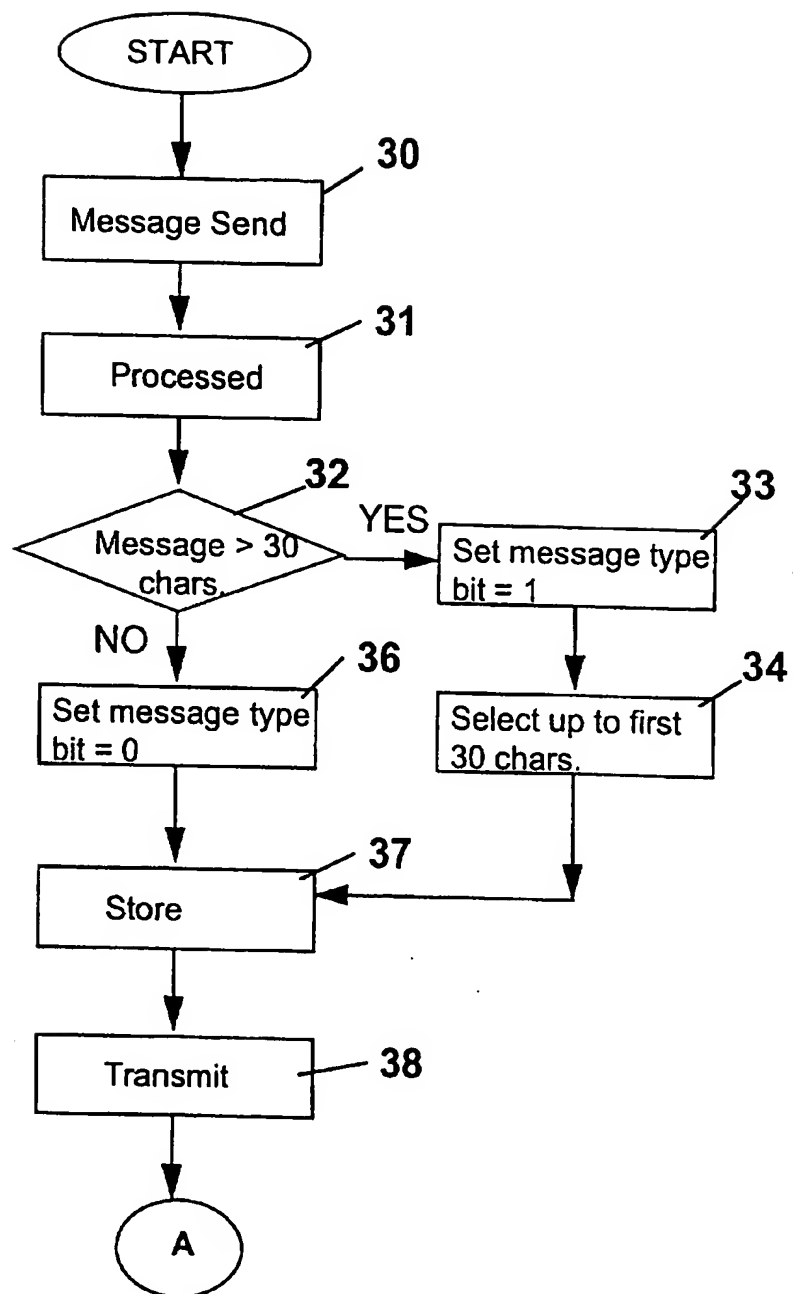 START
30
Message Send
31
Processed
32
Message > 30
chars.
YES
33
Set message type
bit = 1
NO
36
Set message type
bit = 0
34
Select up to first
30 chars.
37
Store
38
Transmit
A